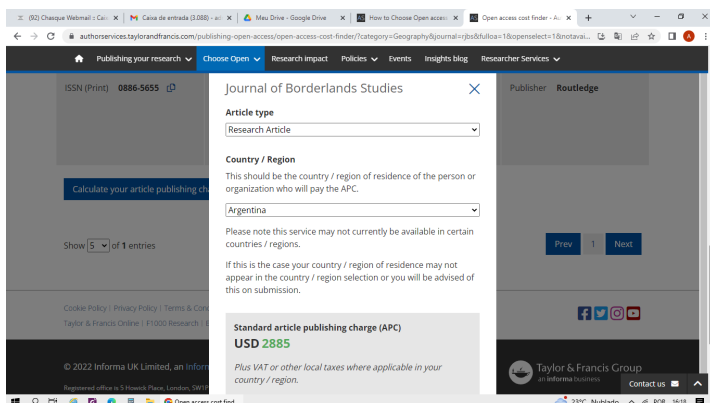 (92) Chasque Webmail :: Caix
Caixa de entrada (3.088) - ad
Meu Drive - Google Drive
How to Choose Open access
Open access cost finder - Au
authorservices.taylorandfrancis.com/publishing-open-access/open-access-cost-finder/?category=Geography&journal=rjbs&fulloa=1&openselect=1&notavai...
Publishing your research
Choose Open
Research impact
Policies
Events
Insights blog
Researcher Services
ISSN (Print) 0886-5655
Journal of Borderlands Studies
Publisher Routledge
Article type
Research Article
Country / Region
This should be the country / region of residence of the person or
organization who will pay the APC.
Calculate your article publishing ch
Argentina
Please note this service may not currently be available in certain
countries / regions.
Show 5 of 1 entries
Prev 1 Next
If this is the case your country / region of residence may not
appear in the country / region selection or you will be advised of
this on submission.
Cookie Policy | Privacy Policy | Terms & Cond
Taylor & Francis Online | F1000 Research |
Standard article publishing charge (APC)
USD 2885
Plus VAT or other local taxes where applicable in your
country / region.
© 2022 Informa UK Limited, an Inform
Registered office is 5 Howick Place, London, SW1P
Taylor & Francis Group
an informa business
Contact us
Open access cost find...
23°C Nublado
POR
16:18